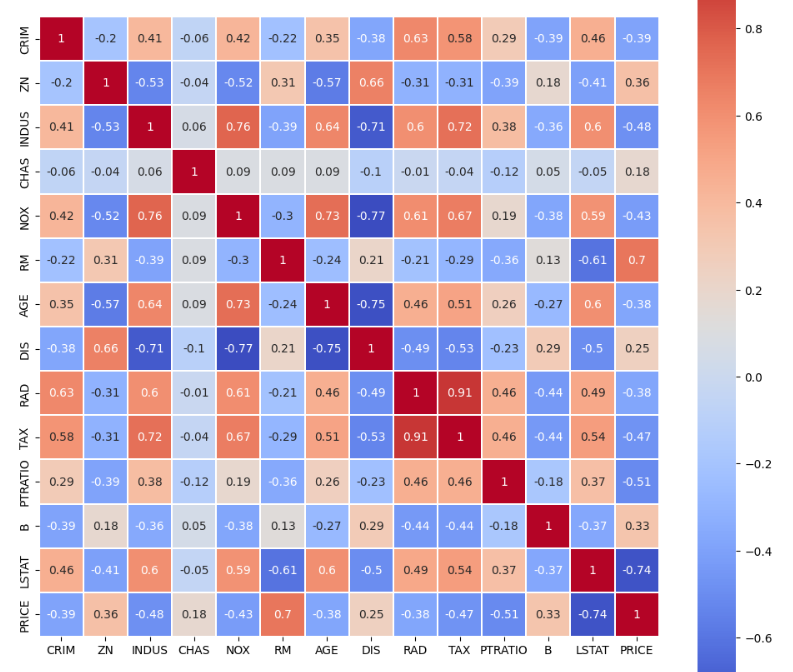 CRIM 1 -0.2 0.41 -0.06 0.42 -0.22 0.35 -0.38 0.63 0.58 0.29 -0.39 0.46 -0.39
ZN -0.2 1 -0.53 -0.04 -0.52 0.31 -0.57 0.66 -0.31 -0.31 -0.39 0.18 -0.41 0.36
INDUS 0.41 -0.53 1 0.06 0.76 -0.39 0.64 -0.71 0.6 0.72 0.38 -0.36 0.6 -0.48
CHAS -0.06 -0.04 0.06 1 0.09 0.09 0.09 -0.1 -0.01 -0.04 -0.12 0.05 -0.05 0.18
NOX 0.42 -0.52 0.76 0.09 1 -0.3 0.73 -0.77 0.61 0.67 0.19 -0.38 0.59 -0.43
RM -0.22 0.31 -0.39 0.09 -0.3 1 -0.24 0.21 -0.21 -0.29 -0.36 0.13 -0.61 0.7
AGE 0.35 -0.57 0.64 0.09 0.73 -0.24 1 -0.75 0.46 0.51 0.26 -0.27 0.6 -0.38
DIS -0.38 0.66 -0.71 -0.1 -0.77 0.21 -0.75 1 -0.49 -0.53 -0.23 0.29 -0.5 0.25
RAD 0.63 -0.31 0.6 -0.01 0.61 -0.21 0.46 -0.49 1 0.91 0.46 -0.44 0.49 -0.38
TAX 0.58 -0.31 0.72 -0.04 0.67 -0.29 0.51 -0.53 0.91 1 0.46 -0.44 0.54 -0.47
PTRATIO 0.29 -0.39 0.38 -0.12 0.19 -0.36 0.26 -0.23 0.46 0.46 1 -0.18 0.37 -0.51
B -0.39 0.18 -0.36 0.05 -0.38 0.13 -0.27 0.29 -0.44 -0.44 -0.18 1 -0.37 0.33
LSTAT 0.46 -0.41 0.6 -0.05 0.59 -0.61 0.6 -0.5 0.49 0.54 0.37 -0.37 1 -0.74
PRICE -0.39 0.36 -0.48 0.18 -0.43 0.7 -0.38 0.25 -0.38 -0.47 -0.51 0.33 -0.74 1
CRIM ZN INDUS CHAS NOX RM AGE DIS RAD TAX PTRATIO B LSTAT PRICE
0.8
0.6
0.4
0.2
0.0
−0.2
−0.4
−0.6